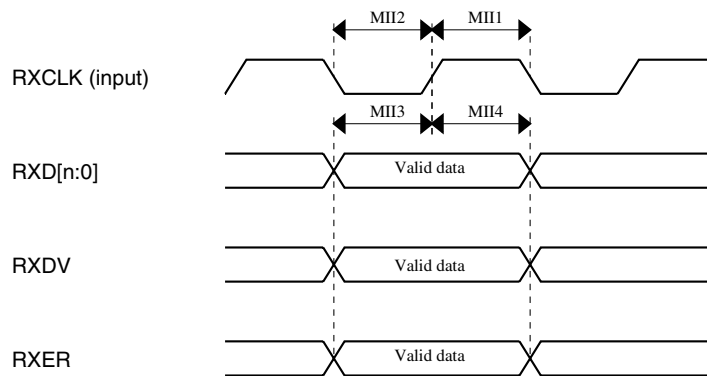 MII2 MII1
RXCLK (input)
MII3 MII4
RXD[n:0] Valid data
RXDV Valid data
RXER Valid data